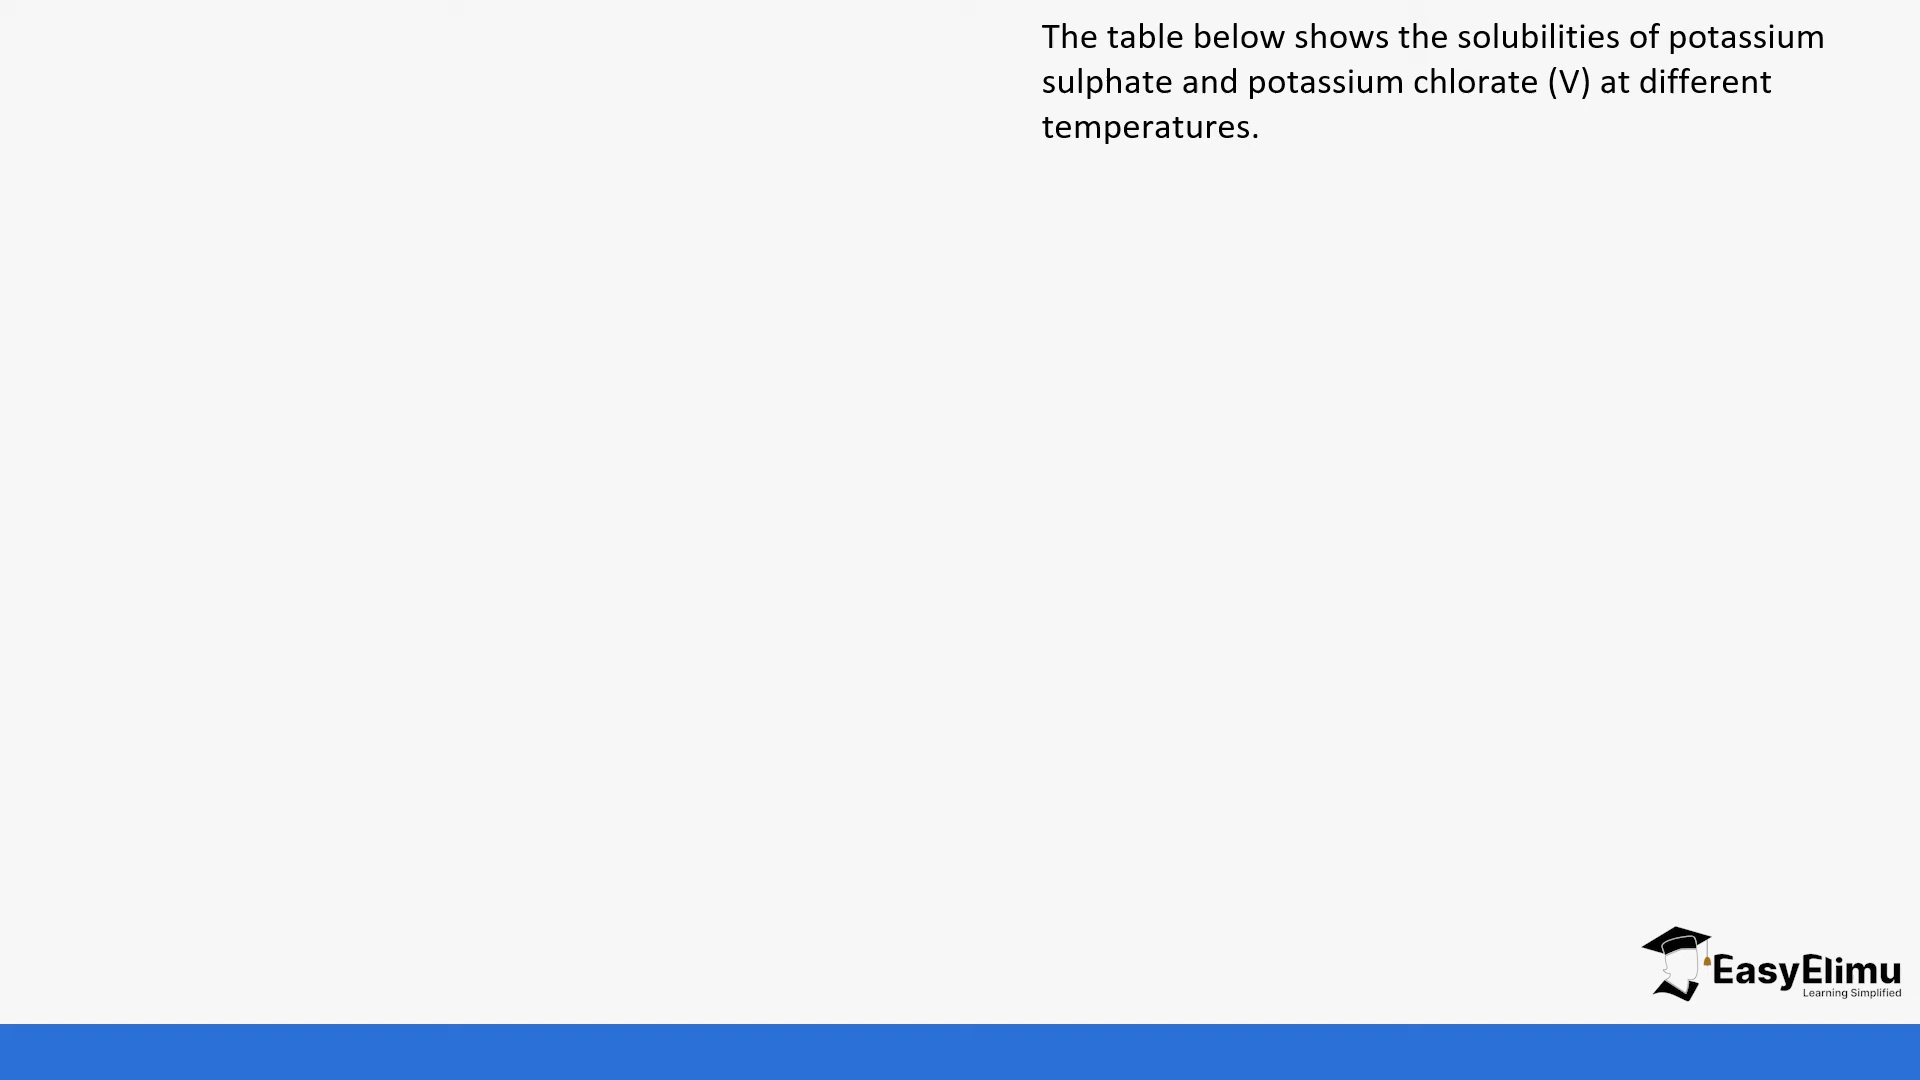 The table below shows the solubilities of potassium
sulphate and potassium chlorate (V) at different
temperatures.
EasyElimu
Learning Simplified